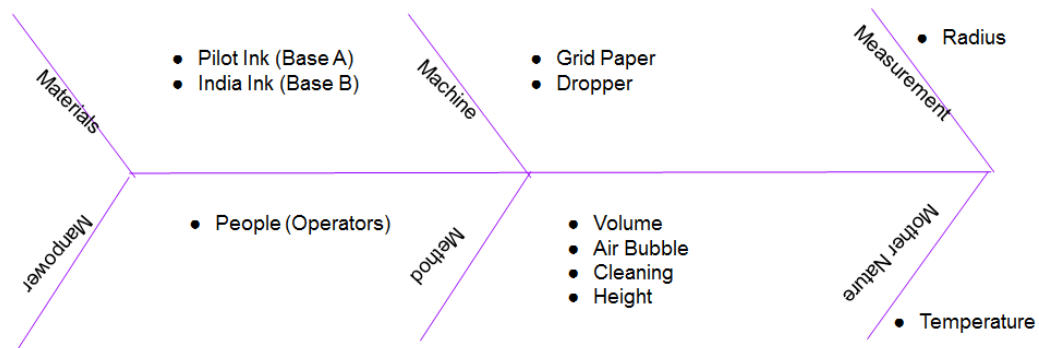 Materials
● Pilot Ink (Base A)
● India Ink (Base B)
Machine
● Grid Paper
● Dropper
Measurement
● Radius
Manpower
● People (Operators)
Method
● Volume
● Air Bubble
● Cleaning
● Height
Mother Nature
● Temperature